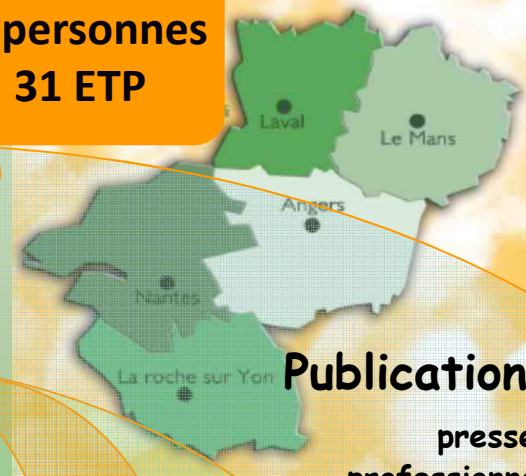 personnes
31 ETP
Laval
Le Mans
Angers
Nantes
La roche sur Yon
Publication
presse